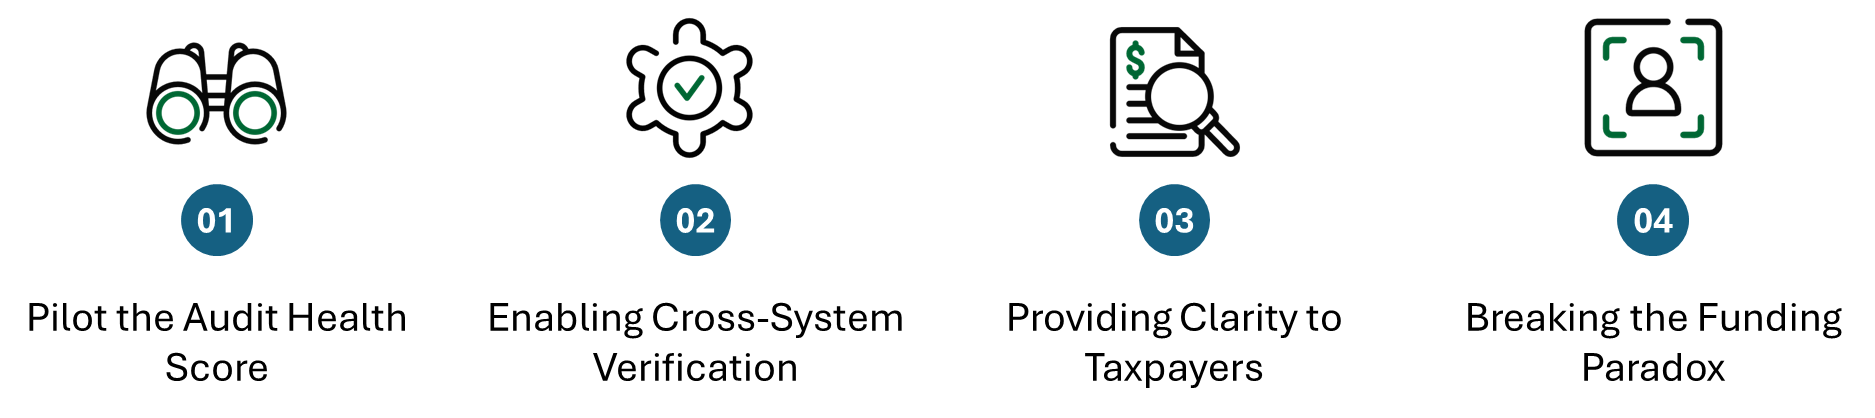 $
01
Pilot the Audit Health
Score
02
Enabling Cross-System
Verification
03
Providing Clarity to
Taxpayers
04
Breaking the Funding
Paradox